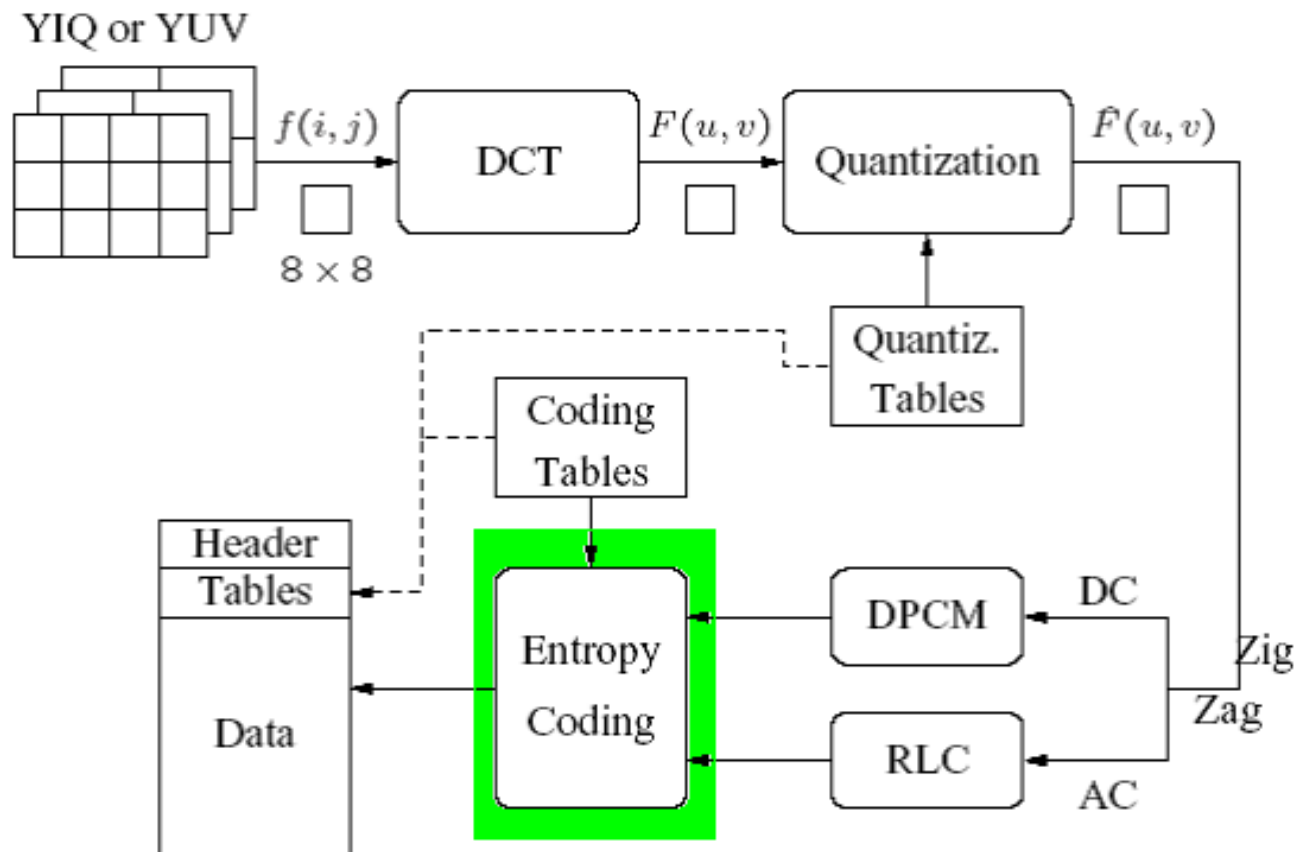 YIQ or YUV
f(i, j)
F(u, v)
F̂(u, v)
DCT
Quantization
8 × 8
Quantiz.
Tables
Coding
Tables
Header
Tables
Data
Entropy
Coding
DPCM
DC
Zig
Zag
RLC
AC